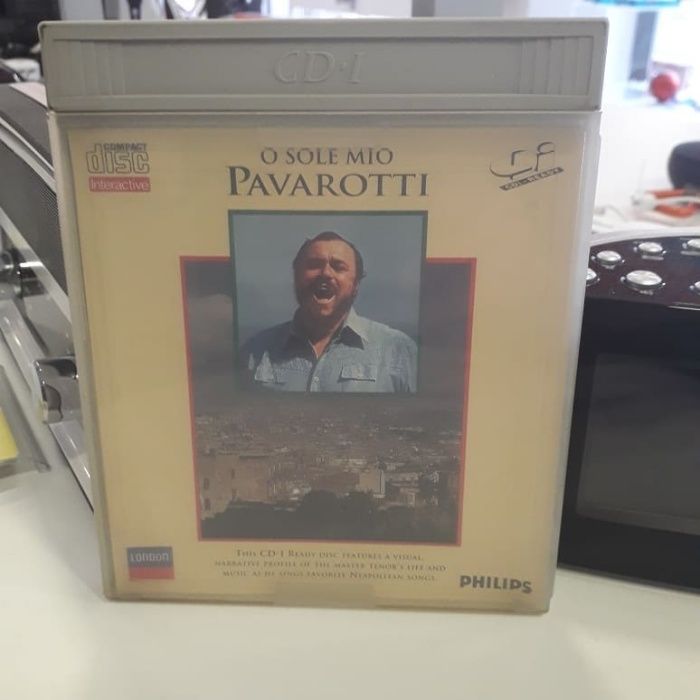 CD·I
COMPACT
disc
Interactive
O SOLE MIO
PAVAROTTI
CD·I-READY
THIS CD·I READY DISC FEATURES A VISUAL,
NARRATIVE PROFILE OF THE MASTER TENOR'S LIFE AND
MUSIC AS HE SINGS FAVORITE NEAPOLITAN SONGS.
LONDON
PHILIPS